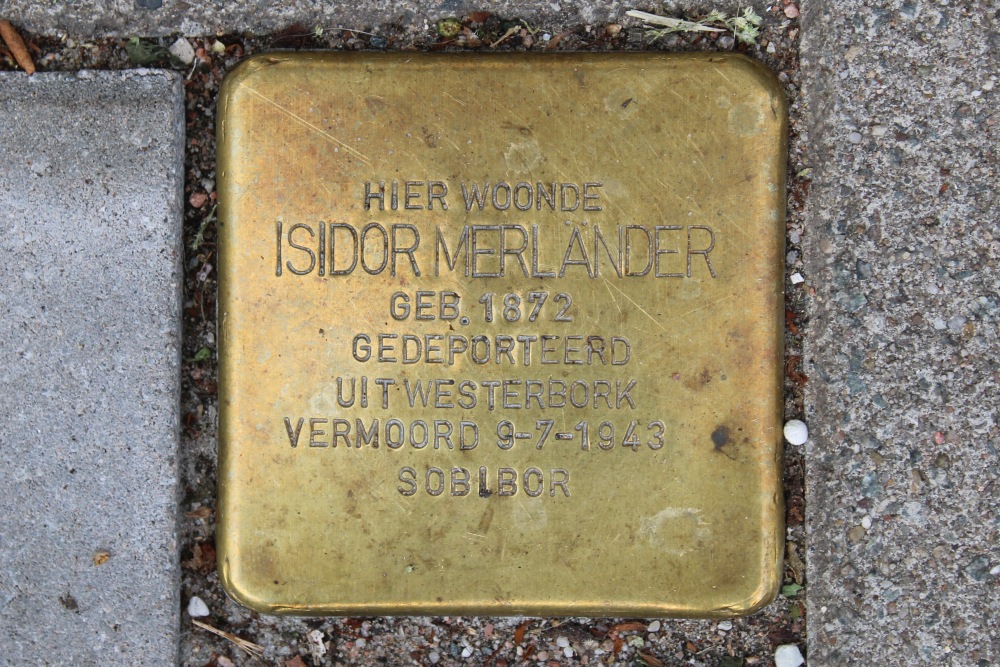 HIER WOONDE
ISIDOR MERLÄNDER
GEB. 1872
GEDEPORTEERD
UIT WESTERBORK
VERMOORD 9-7-1943
SOBIBOR